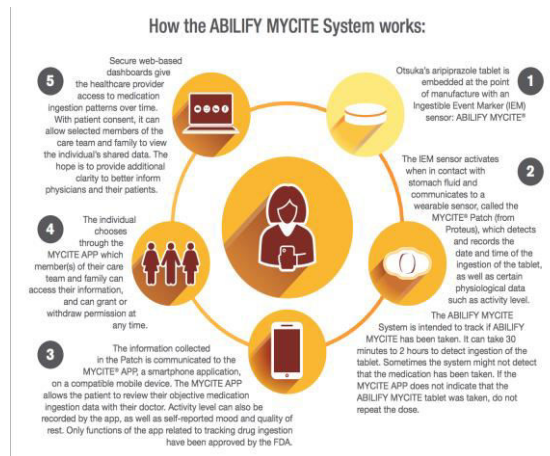 How the ABILIFY MYCITE System works:
1
Otsuka's aripiprazole tablet is
embedded at the point
of manufacture with an
Ingestible Event Marker (IEM)
sensor: ABILIFY MYCITE®
2
The IEM sensor activates
when in contact with
stomach fluid and
communicates to a
wearable sensor, called the
MYCITE® Patch (from
Proteus), which detects
and records the
date and time of the
ingestion of the tablet,
as well as certain
physiological data
such as activity level.
The ABILIFY MYCITE
System is intended to track if ABILIFY
MYCITE has been taken. It can take 30
minutes to 2 hours to detect ingestion of the
tablet. Sometimes the system might not detect
that the medication has been taken. If the
MYCITE APP does not indicate that the
ABILIFY MYCITE tablet was taken, do not
repeat the dose.
3
The information collected
in the Patch is communicated to the
MYCITE® APP, a smartphone application,
on a compatible mobile device. The MYCITE APP
allows the patient to review their objective medication
ingestion data with their doctor. Activity level can also be
recorded by the app, as well as self-reported mood and quality of
rest. Only functions of the app related to tracking drug ingestion
have been approved by the FDA.
4
The individual
chooses
through the
MYCITE APP which
member(s) of their care
team and family can
access their information,
and can grant or
withdraw permission at
any time.
5
Secure web-based
dashboards give
the healthcare provider
access to medication
ingestion patterns over time.
With patient consent, it can
allow selected members of the
care team and family to view
the individual's shared data. The
hope is to provide additional
clarity to better inform
physicians and their patients.